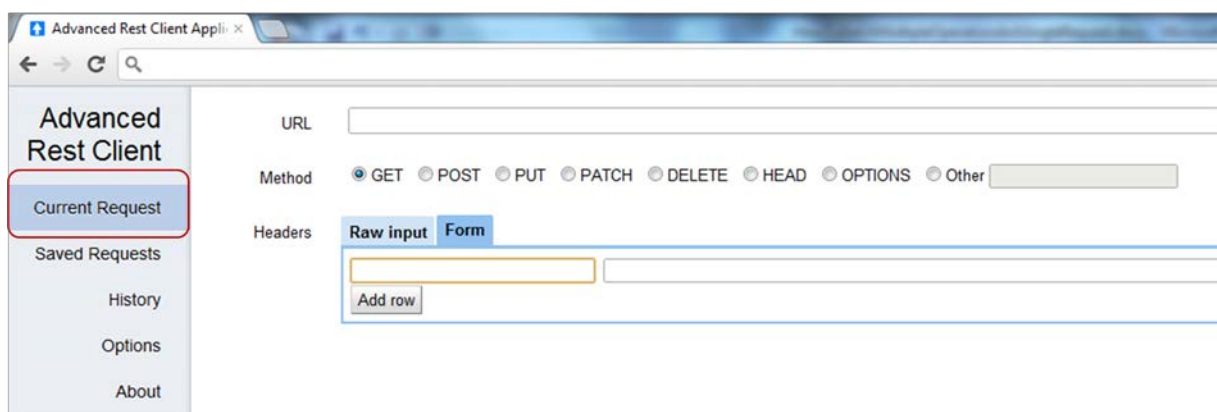 Advanced Rest Client Appli
Advanced
Rest Client
Current Request
Saved Requests
History
Options
About
URL
Method
GET POST PUT PATCH DELETE HEAD OPTIONS Other
Headers
Raw input Form
Add row